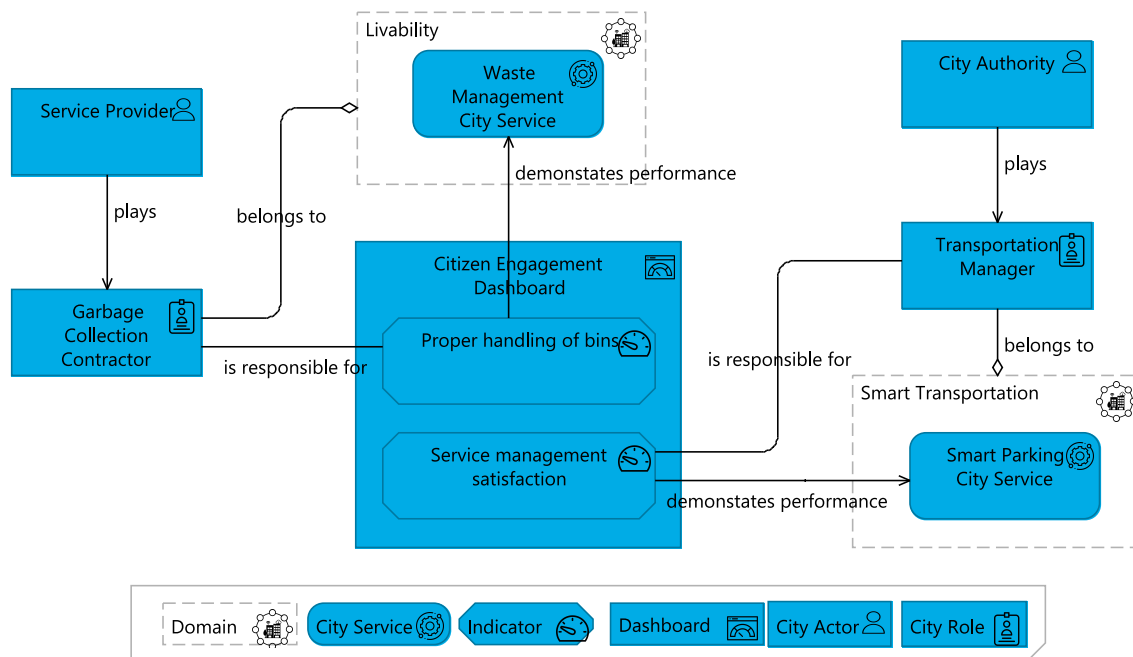 Livability
Waste
Management
City Service
City Authority
Service Provider
demonstates performance
plays
plays
belongs to
Transportation
Manager
Citizen Engagement
Dashboard
Garbage
Collection
Contractor
Proper handling of bins
is responsible for
is responsible for
belongs to
Smart Transportation
Service management
satisfaction
Smart Parking
City Service
demonstates performance
Domain
City Service
Indicator
Dashboard
City Actor
City Role